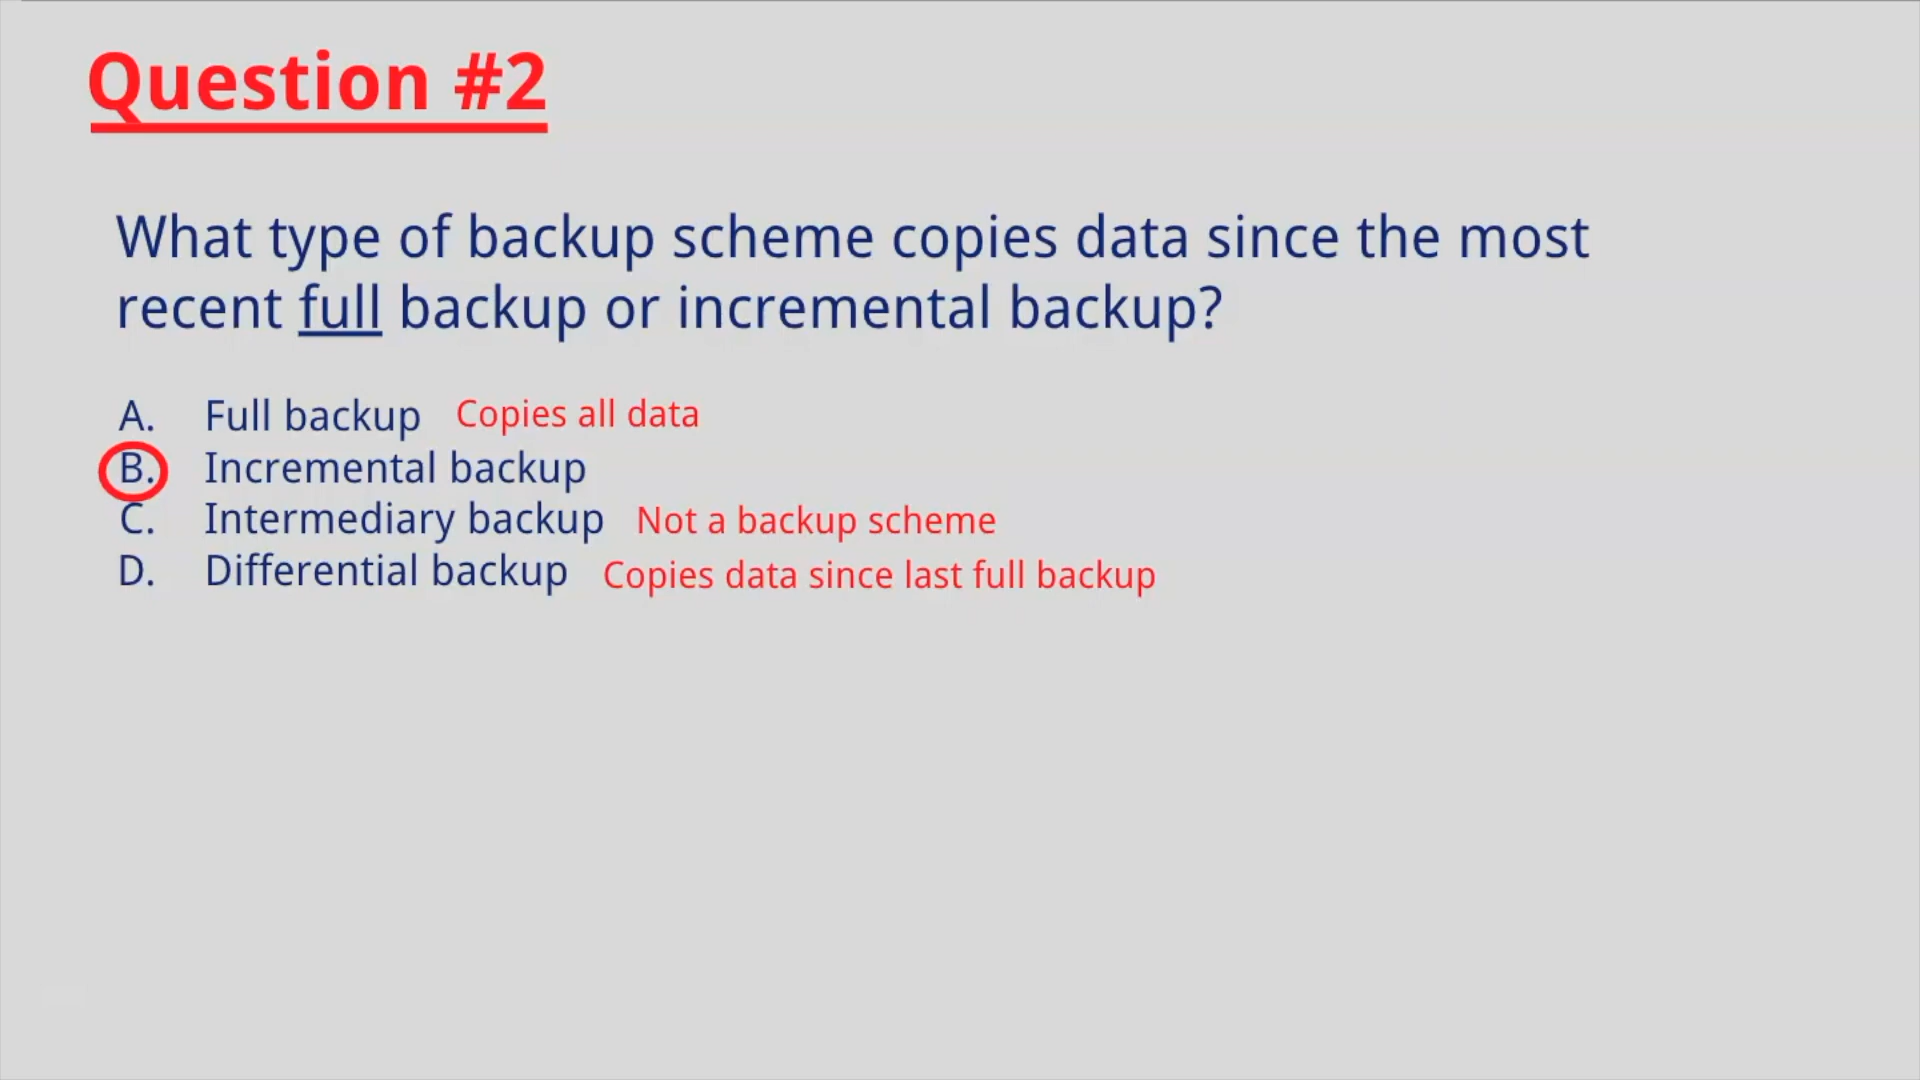 Question #2
What type of backup scheme copies data since the most
recent full backup or incremental backup?
A. Full backup Copies all data
B. Incremental backup
C. Intermediary backup Not a backup scheme
D. Differential backup Copies data since last full backup